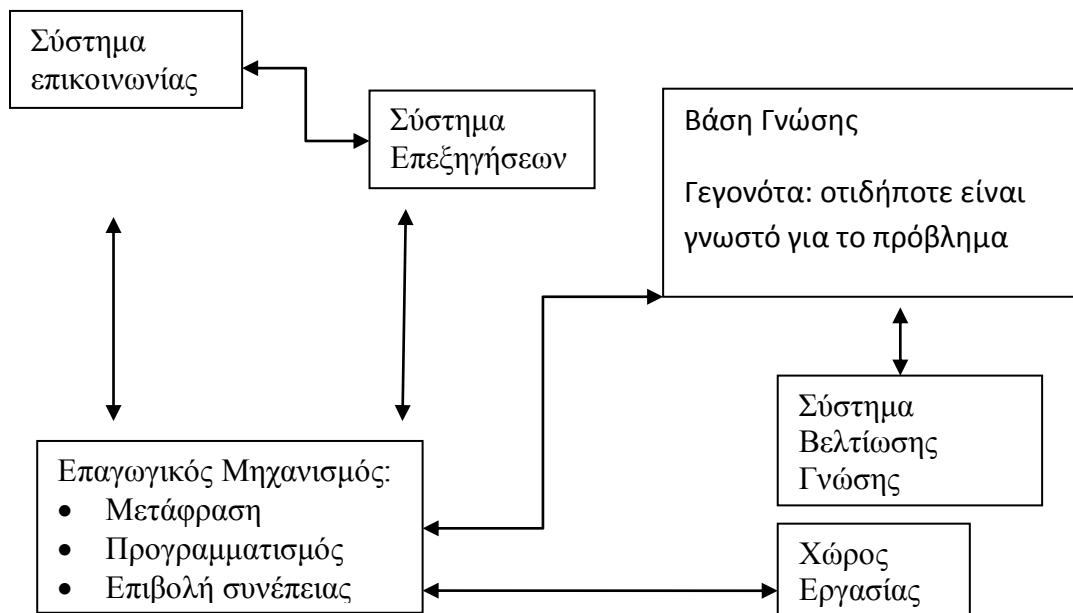 Σύστημα
επικοινωνίας
Σύστημα
Επεξηγήσεων
Βάση Γνώσης
Γεγονότα: οτιδήποτε είναι
γνωστό για το πρόβλημα
Σύστημα
Βελτίωσης
Γνώσης
Επαγωγικός Μηχανισμός:
• Μετάφραση
• Προγραμματισμός
• Επιβολή συνέπειας
Χώρος
Εργασίας